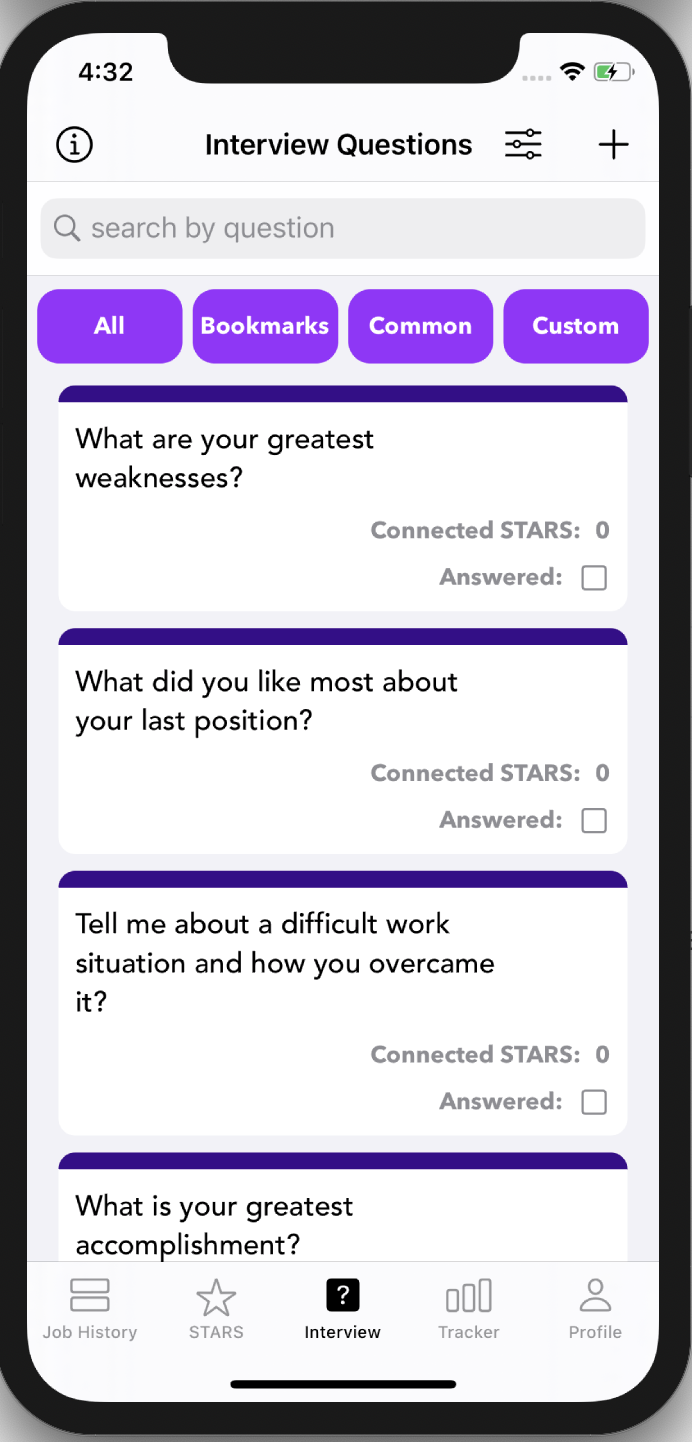 4:32
Interview Questions
search by question
All Bookmarks Common Custom
What are your greatest
weaknesses?
Connected STARS: 0
Answered:
What did you like most about
your last position?
Connected STARS: 0
Answered:
Tell me about a difficult work
situation and how you overcame
it?
Connected STARS: 0
Answered:
What is your greatest
accomplishment?
Job History STARS Interview Tracker Profile